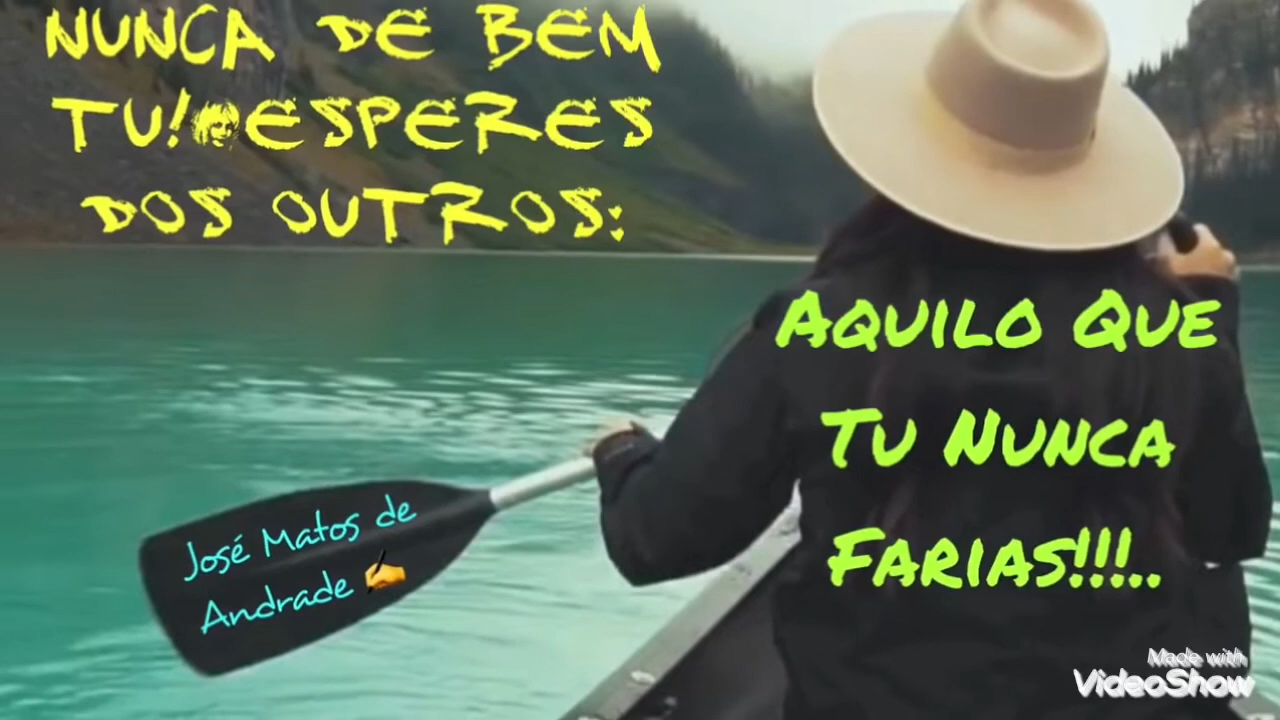 NUNCA DE BEM
TU! ESPERES
DOS OUTROS:
AQUILO QUE
TU NUNCA
FARIAS!!!..
José Matos de
Andrade ✍
Made with
VideoShow